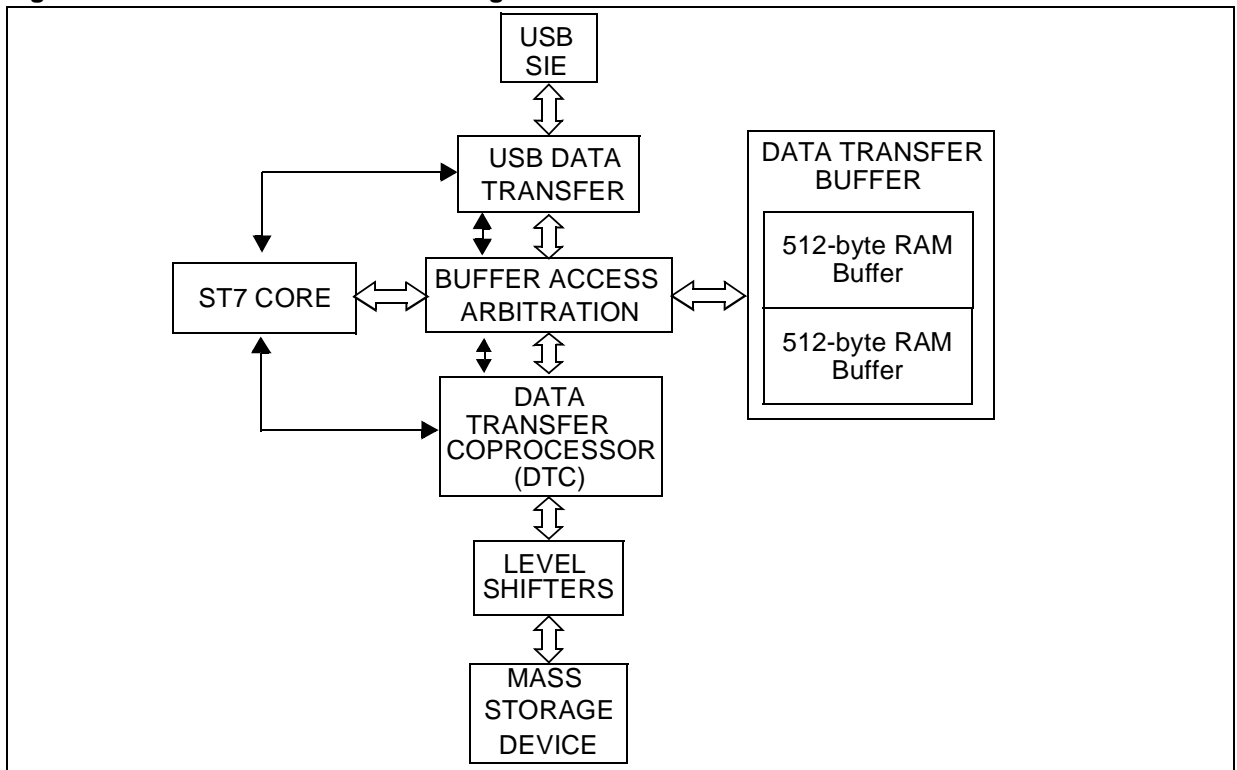 USB
SIE
USB DATA
TRANSFER
DATA TRANSFER
BUFFER
512-byte RAM
Buffer
ST7 CORE
BUFFER ACCESS
ARBITRATION
512-byte RAM
Buffer
DATA
TRANSFER
COPROCESSOR
(DTC)
LEVEL
SHIFTERS
MASS
STORAGE
DEVICE